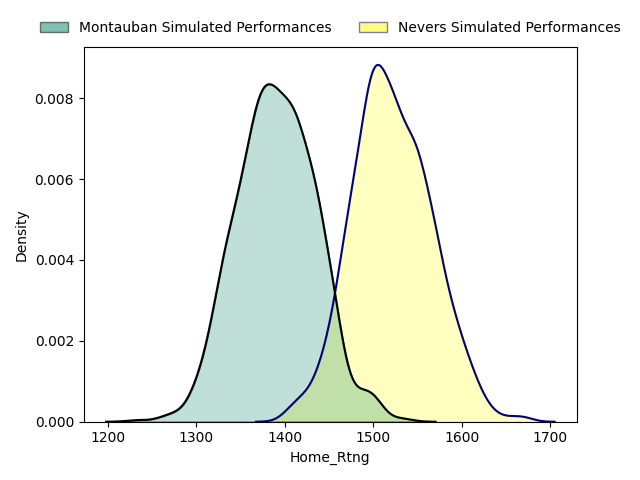 Montauban Simulated Performances
Nevers Simulated Performances
0.008
0.006
0.004
0.002
0.000
Density
1200 1300 1400 1500 1600 1700
Home_Rtng